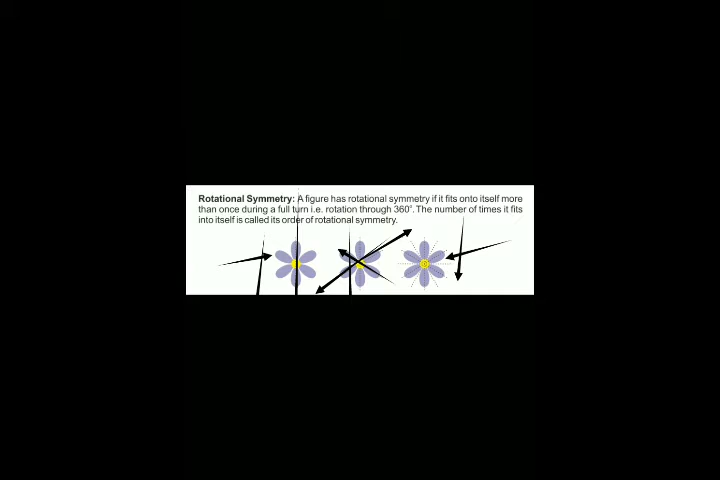 Rotational Symmetry: A figure has rotational symmetry if it fits onto itself more
than once during a full turn i.e. rotation through 360°. The number of times it fits
into itself is called its order of rotational symmetry.